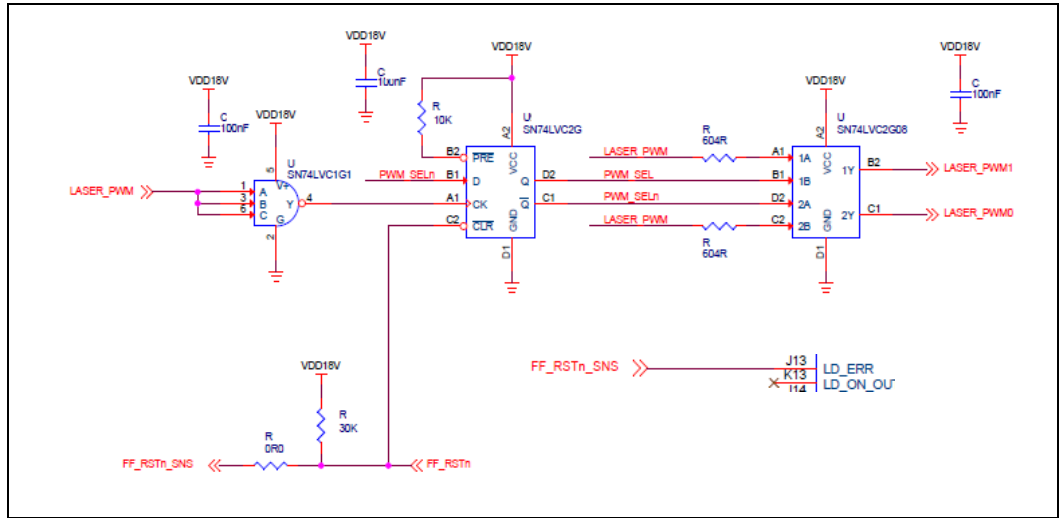 VDD18V
VDD18V
VDD18V
C
100nF
VDD18V
VDD18V
VDD18V
C
100nF
VDD18V
C
100nF
R
10K
U
SN74LVC2G
U
SN74LVC2G08
U
SN74LVC1G1
LASER_PWM
1
3
6
A
B
C
V+
Y
G
5
4
2
B2
PRE
A2
VCC
PWM_SELn
B1
D
Q
D2
PWM_SEL
A1
CK
Q
C1
PWM_SELn
C2
CLR
GND
D1
LASER_PWM
R
604R
A1
1A
A2
VCC
1Y
B2
LASER_PWM1
B1
1B
D2
2A
2Y
C1
LASER_PWM0
LASER_PWM
R
604R
C2
2B
GND
D1
VDD18V
R
30K
R
0R0
FF_RSTn_SNS
FF_RSTn
FF_RSTn_SNS
J13
LD_ERR
K13
LD_ON_OUT
J14